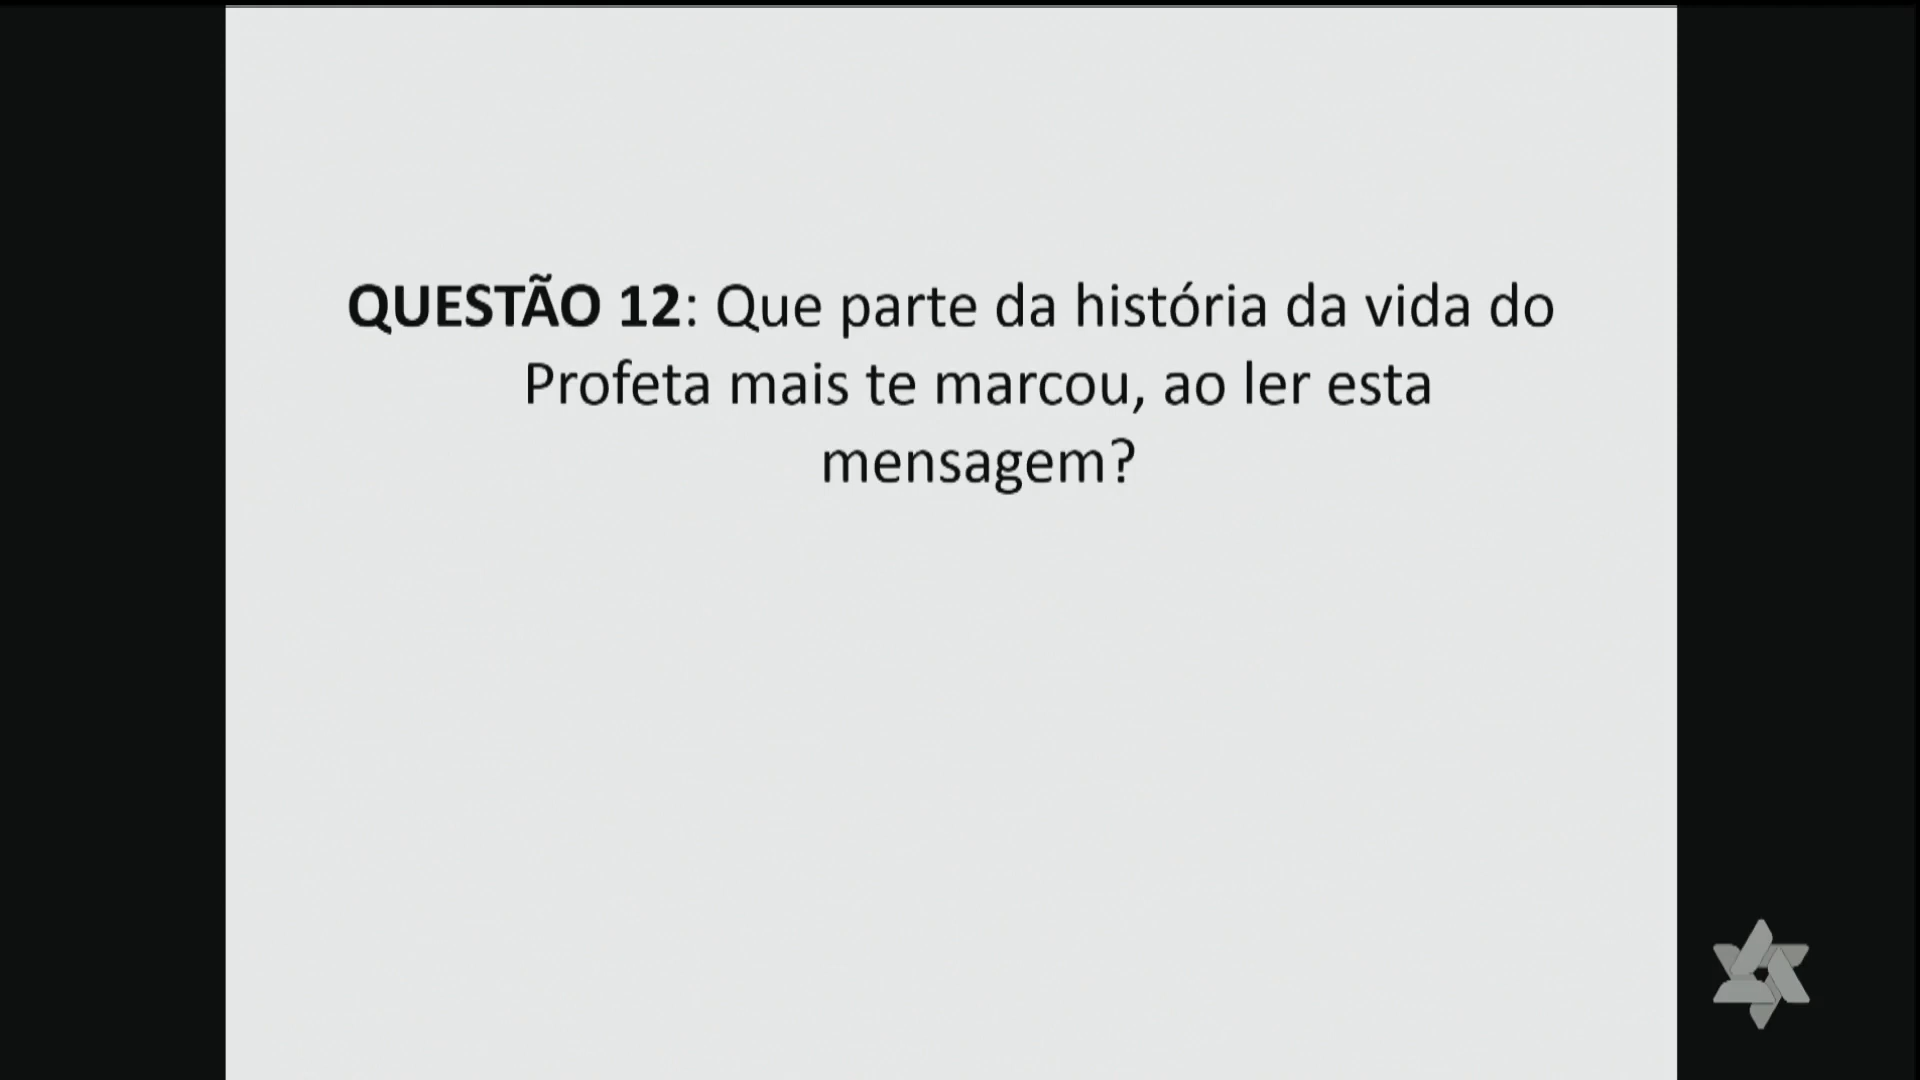 QUESTÃO 12: Que parte da história da vida do
Profeta mais te marcou, ao ler esta
mensagem?